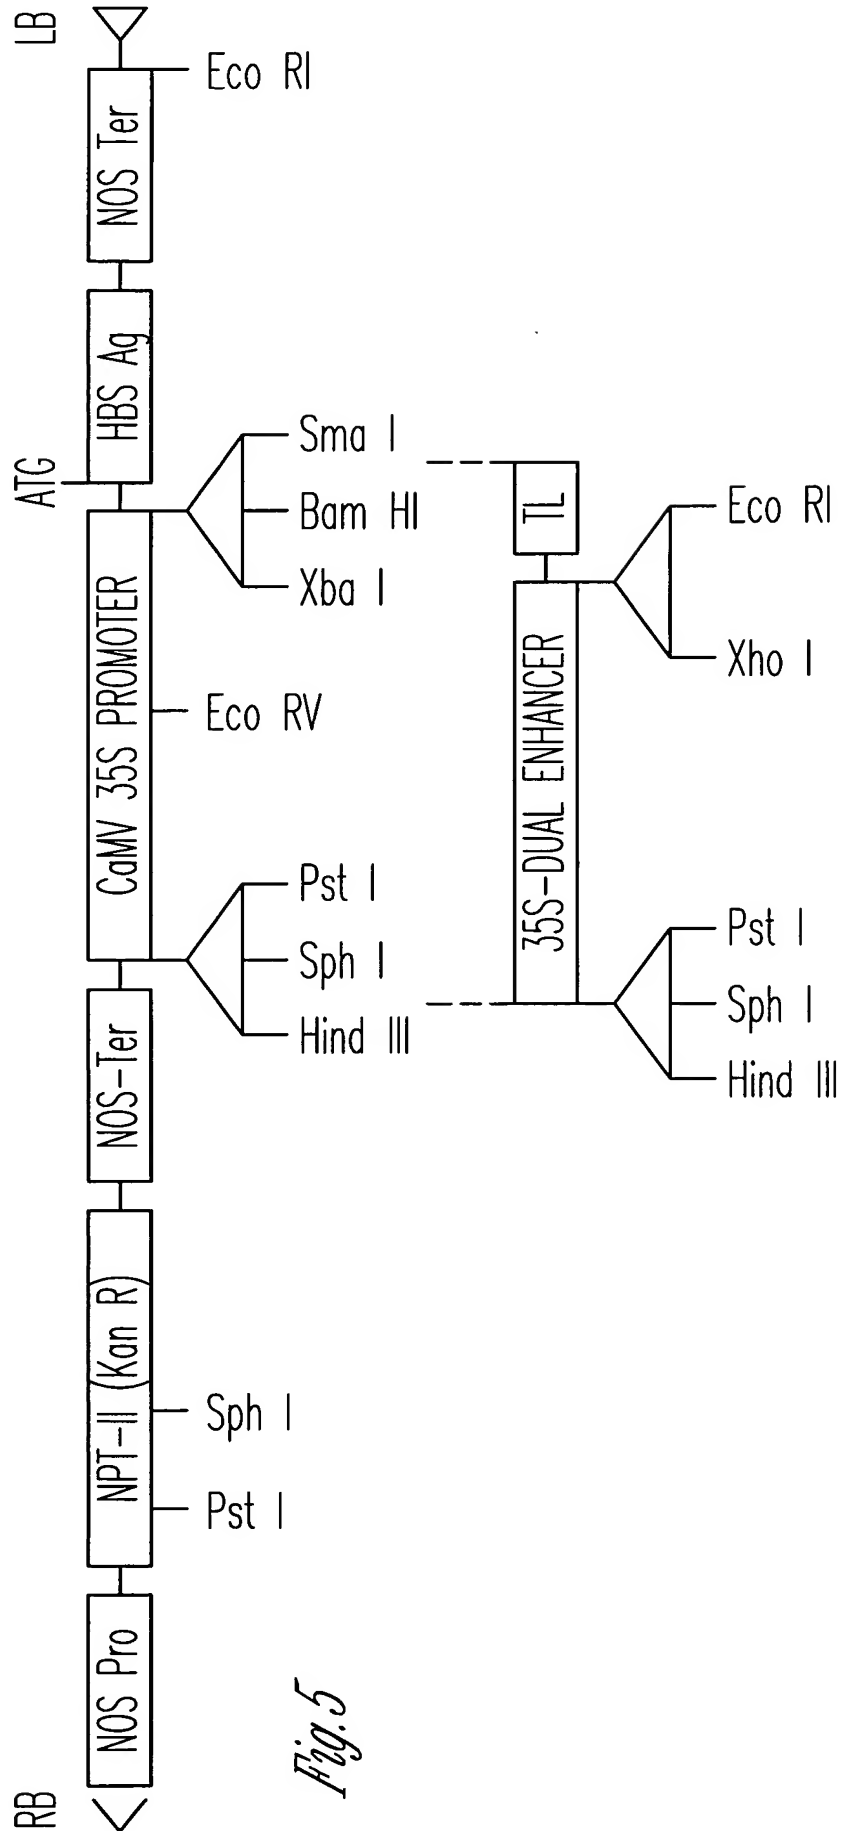 RB
NOS Pro
NPT-II (Kan R)
Pst I
Sph I
NOS-Ter
CaMV 35S PROMOTER
Hind III
Sph I
Pst I
Eco RV
Xba I
Bam HI
Sma I
ATG
HBS Ag
NOS Ter
Eco RI
LB
35S-DUAL ENHANCER
Hind III
Sph I
Pst I
TL
Xho I
Eco RI
Fig. 5